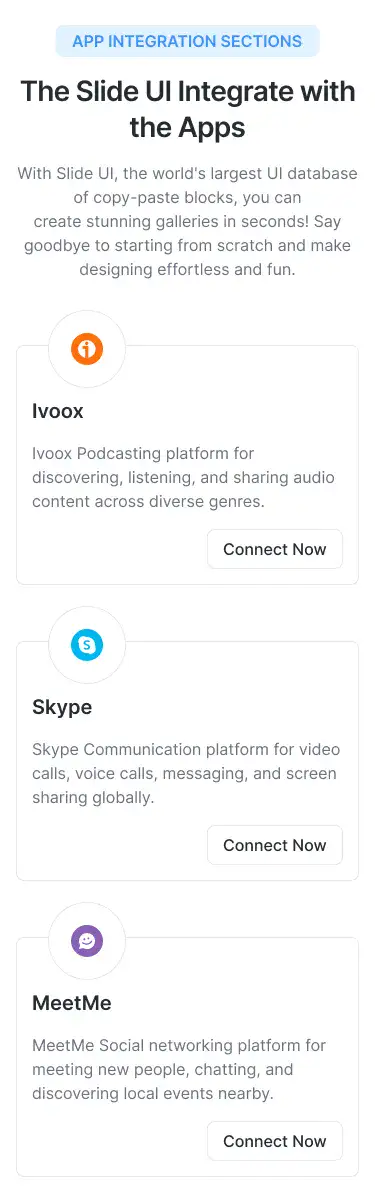 APP INTEGRATION SECTIONS
The Slide UI Integrate with
the Apps
With Slide UI, the world's largest UI database
of copy-paste blocks, you can
create stunning galleries in seconds! Say
goodbye to starting from scratch and make
designing effortless and fun.
Ivoox
Ivoox Podcasting platform for
discovering, listening, and sharing audio
content across diverse genres.
Connect Now
Skype
Skype Communication platform for video
calls, voice calls, messaging, and screen
sharing globally.
Connect Now
MeetMe
MeetMe Social networking platform for
meeting new people, chatting, and
discovering local events nearby.
Connect Now